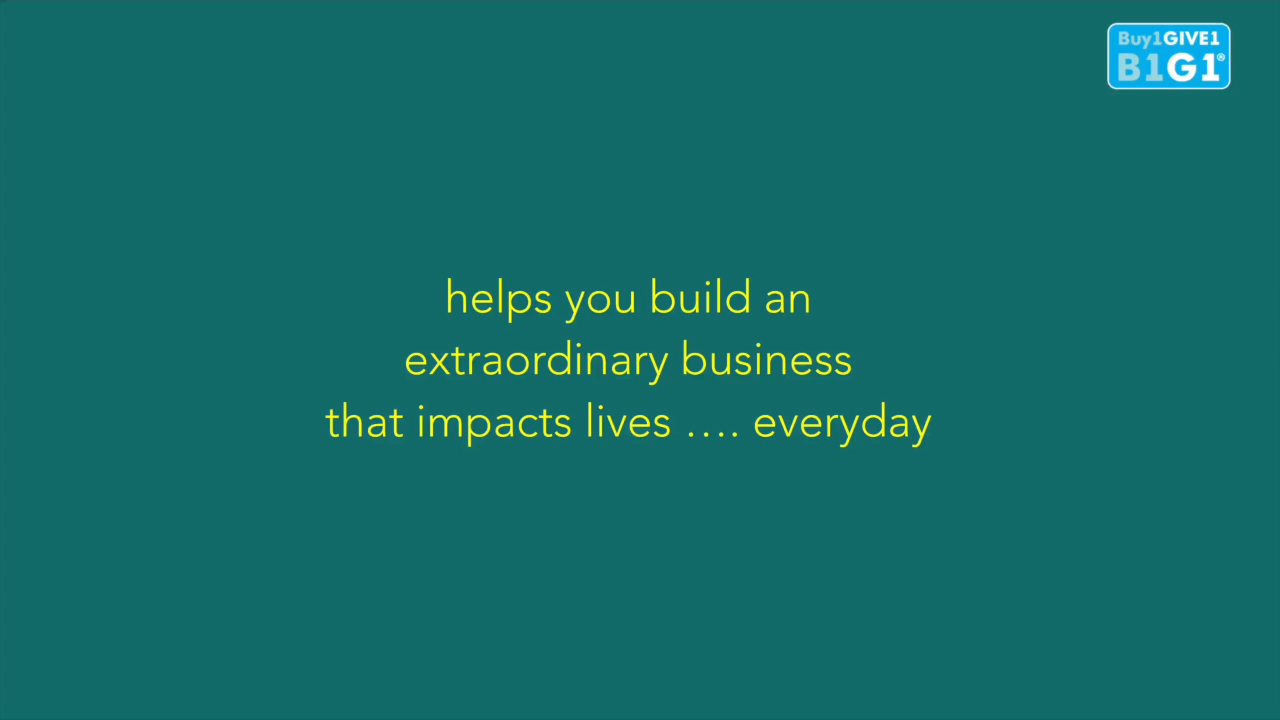 Buy1GIVE1
B1G1®
helps you build an
extraordinary business
that impacts lives .... everyday